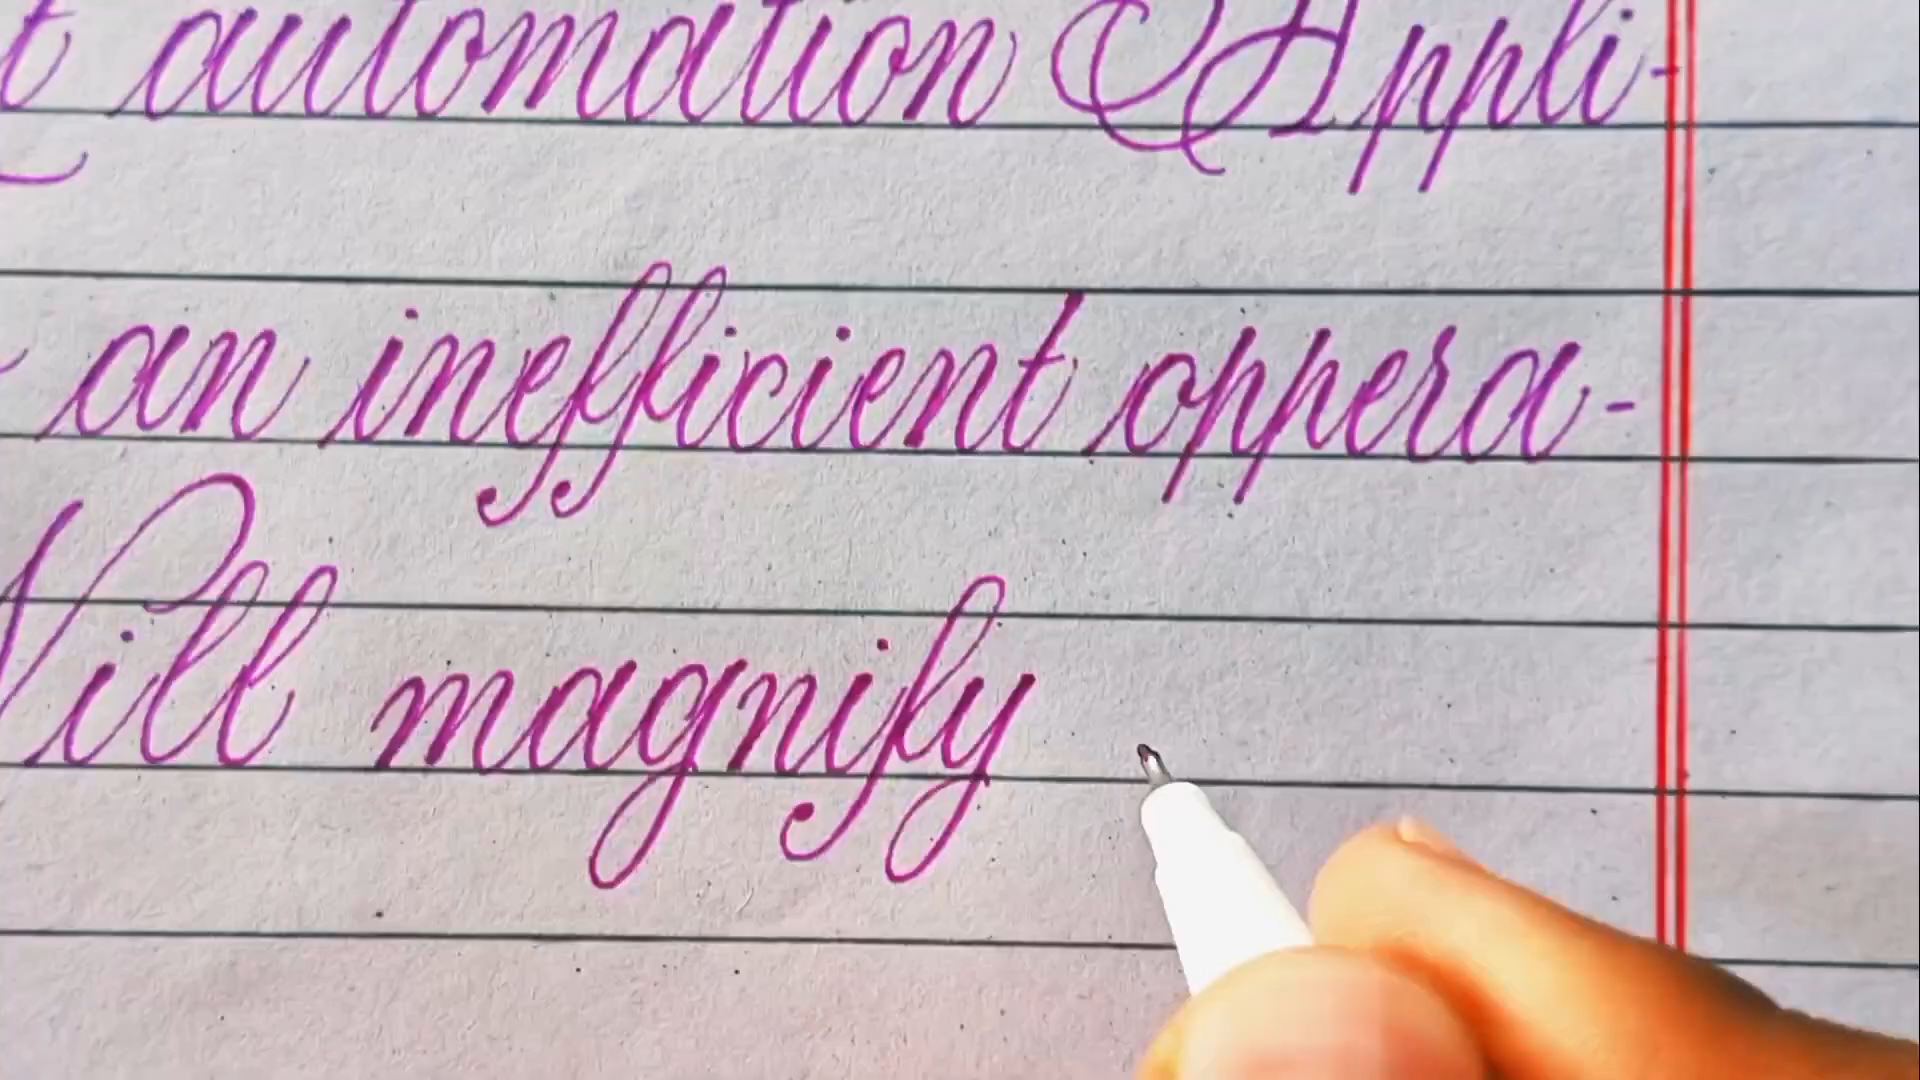 t automation Appli-
an inefficient oppera-
Will magnify